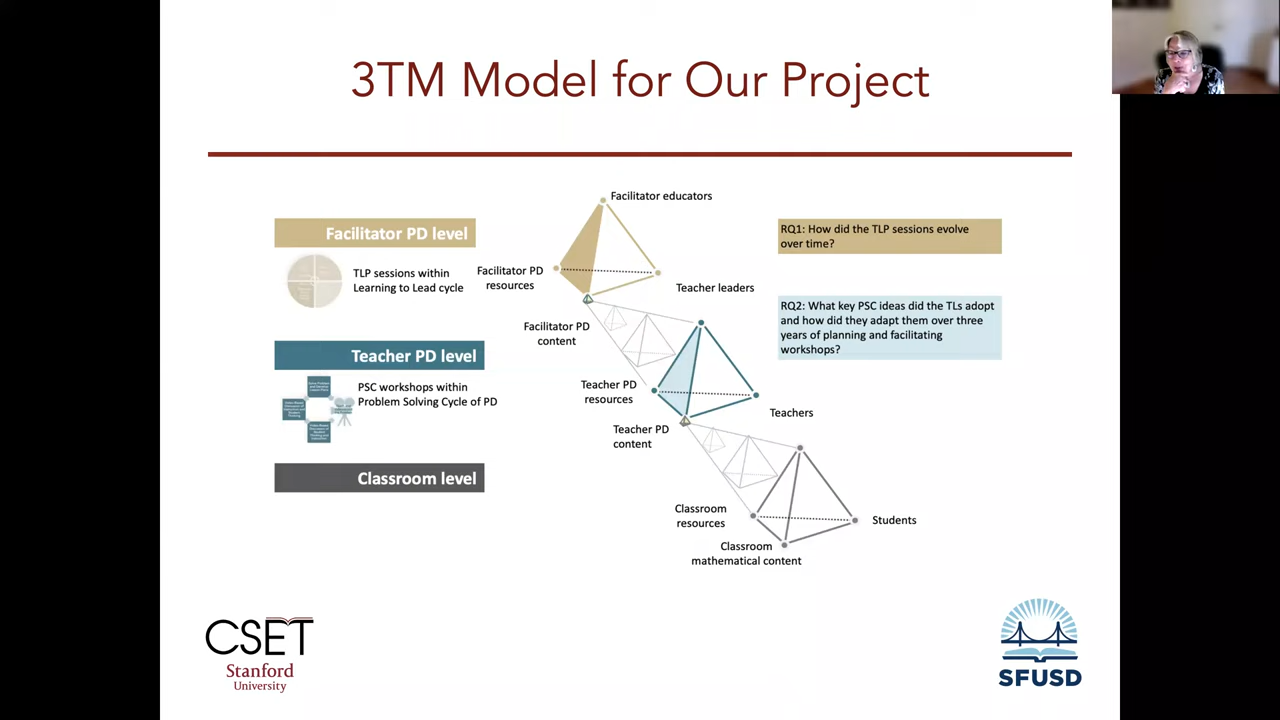 3TM Model for Our Project
Facilitator educators
Facilitator PD level
RQ1: How did the TLP sessions evolve
over time?
TLP sessions within
Learning to Lead cycle
Facilitator PD
resources
Teacher leaders
Facilitator PD
content
RQ2: What key PSC ideas did the TLs adopt
and how did they adapt them over three
years of planning and facilitating
workshops?
Teacher PD level
PSC workshops within
Problem Solving Cycle of PD
Teacher PD
resources
Teachers
Teacher PD
content
Classroom level
Classroom
resources
Students
Classroom
mathematical content
CSET
Stanford
University
SFUSD